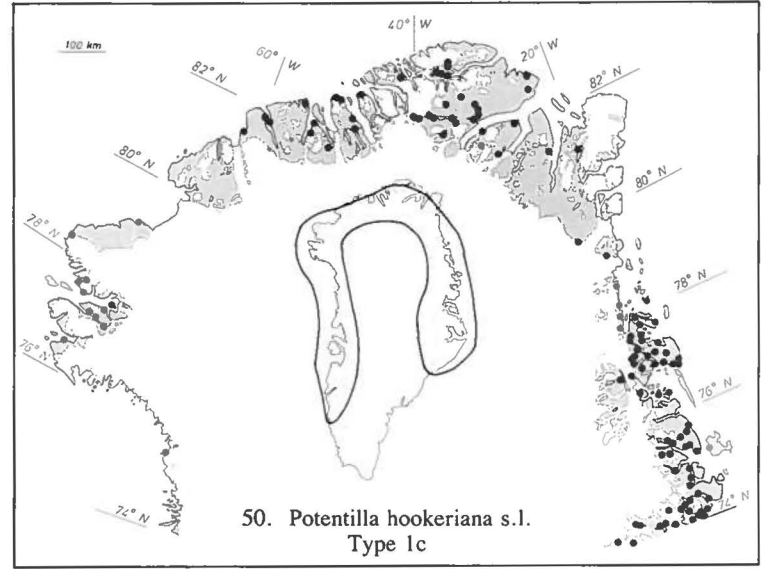 100 km
40° W
60° W
20° W
82° N
82° N
80° N
80° N
78° N
78° N
76° N
76° N
74° N
74° N
50. Potentilla hookeriana s.l.
Type 1c